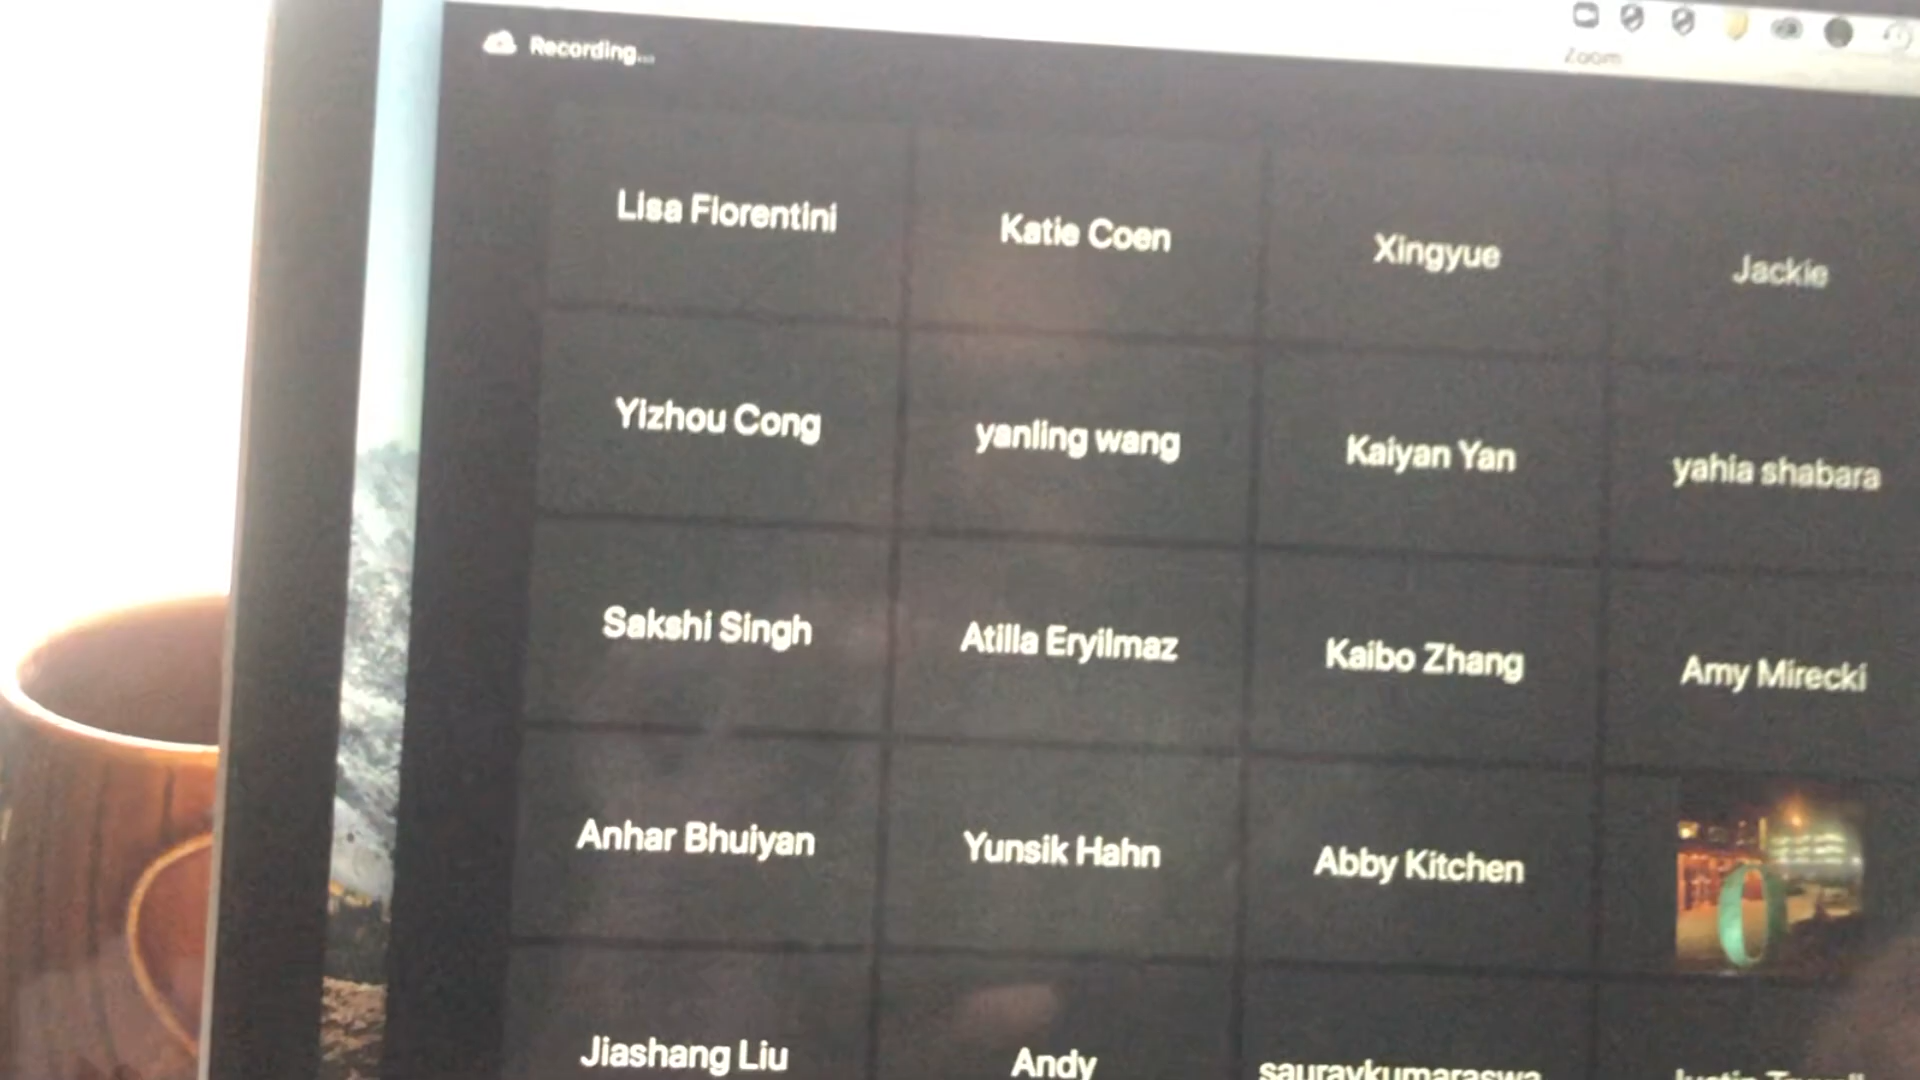 Recording...
Zoom
Lisa Florentini
Katie Coen
Xingyue
Jackie
Yizhou Cong
yanling wang
Kaiyan Yan
yahia shabara
Sakshi Singh
Atilla Eryilmaz
Kaibo Zhang
Amy Mirecki
Anhar Bhuiyan
Yunsik Hahn
Abby Kitchen
Jiashang Liu
Andy